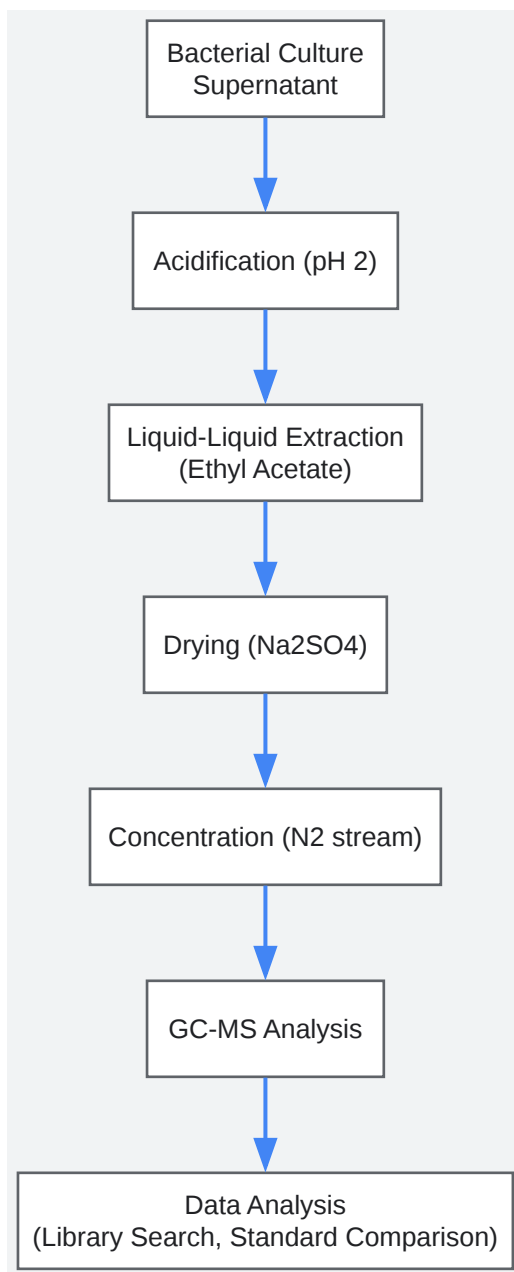 Bacterial Culture
Supernatant
Acidification (pH 2)
Liquid-Liquid Extraction
(Ethyl Acetate)
Drying (Na2SO4)
Concentration (N2 stream)
GC-MS Analysis
Data Analysis
(Library Search, Standard Comparison)